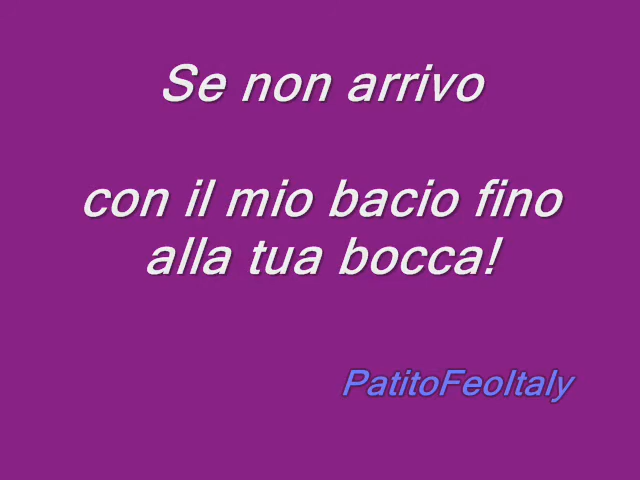 Se non arrivo
con il mio bacio fino
alla tua bocca!
PatitoFeoItaly